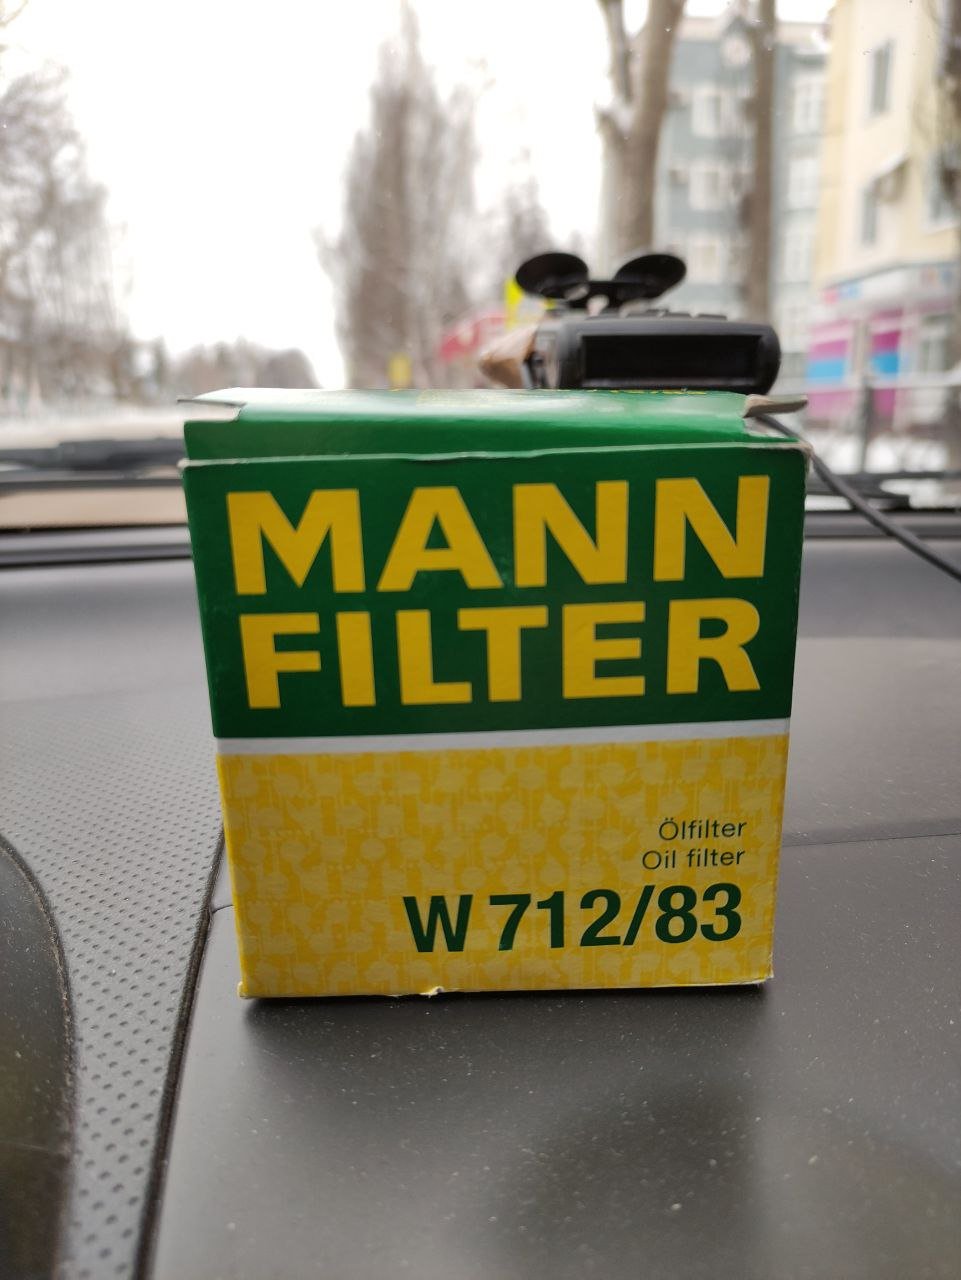 MANN
FILTER
Ölfilter
Oil filter
W 712/83